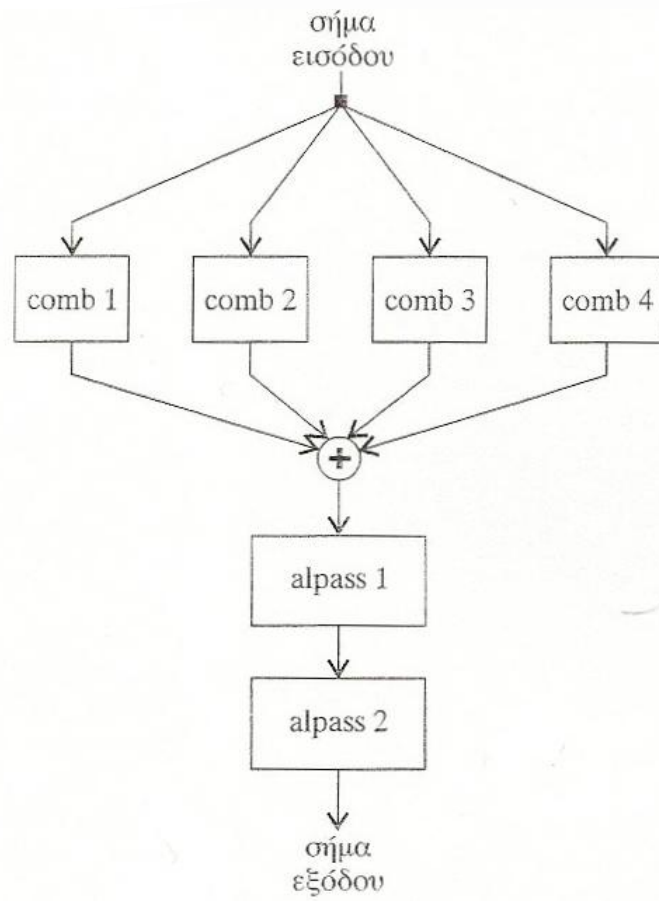 σήμα
εισόδου
comb 1 comb 2 comb 3 comb 4
+
alpass 1
alpass 2
σήμα
εξόδου